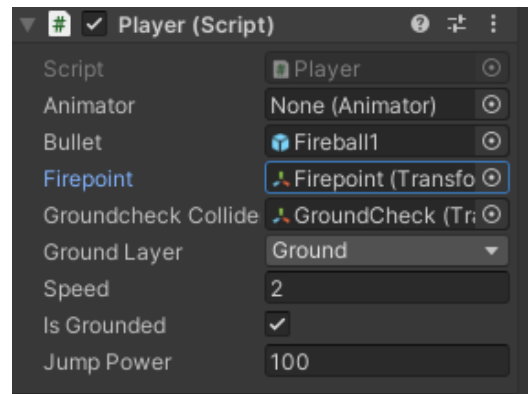 # Player (Script)
Script # Player
Animator None (Animator)
Bullet Fireball1
Firepoint Firepoint (Transfo
Groundcheck Collide GroundCheck (Tra
Ground Layer Ground
Speed 2
Is Grounded
Jump Power 100